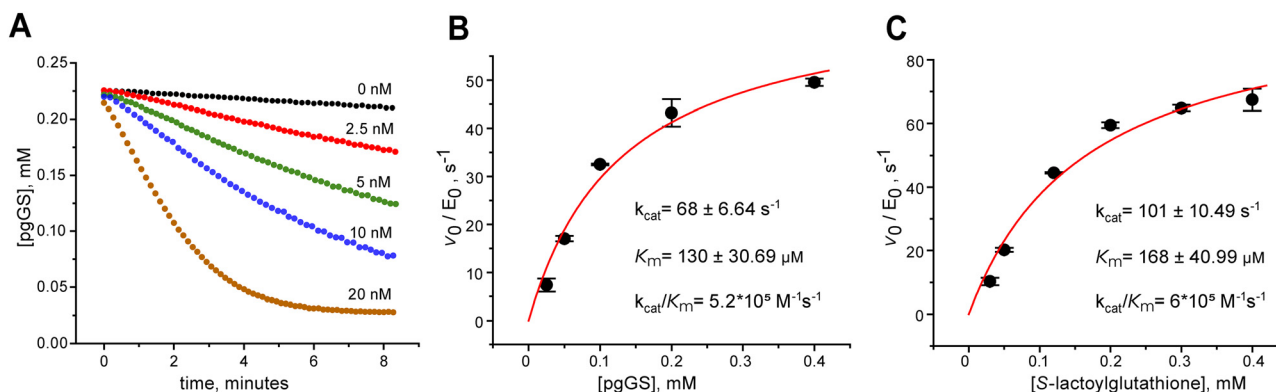 A
[pgGS], mM
0.25
0.20
0.15
0.10
0.05
0.00
0 nM
2.5 nM
5 nM
10 nM
20 nM
0 2 4 6 8
time, minutes
B
v₀ / E₀ , s⁻¹
50
40
30
20
10
0
kcat= 68 ± 6.64 s⁻¹
Km= 130 ± 30.69 µM
kcat/Km= 5.2*10⁵ M⁻¹s⁻¹
0 0.1 0.2 0.3 0.4
[pgGS], mM
C
v₀ / E₀ , s⁻¹
80
60
40
20
0
kcat= 101 ± 10.49 s⁻¹
Km= 168 ± 40.99 µM
kcat/Km= 6*10⁵ M⁻¹s⁻¹
0 0.1 0.2 0.3 0.4
[S-lactoylglutathione], mM